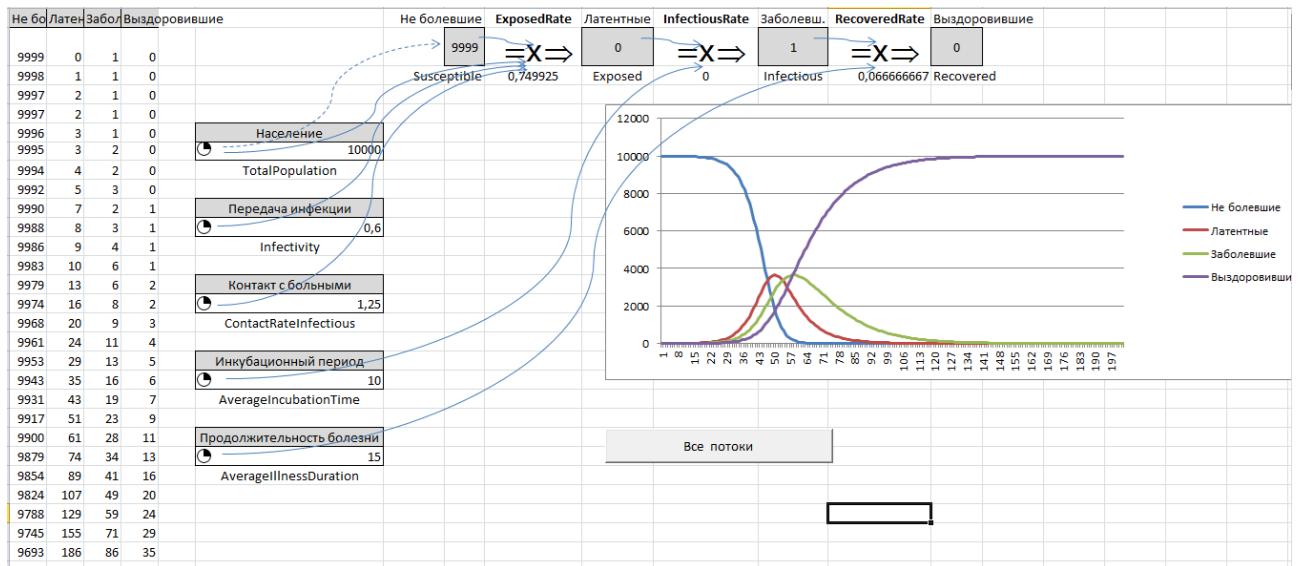 Не бо Латен Забол Выздоровившие Не болевшие ExposedRate Латентные InfectiousRate Заболевш. RecoveredRate Выздоровившие
9999 0 1 0 9999 =X⇒ 0 =X⇒ 1 =X⇒ 0
9998 1 1 0 Susceptible 0,749925 Exposed 0 Infectious 0,066666667 Recovered
9997 2 1 0
9997 2 1 0
9996 3 1 0 Население
9995 3 2 0 10000
9994 4 2 0 TotalPopulation
9992 5 3 0
9990 7 2 1 Передача инфекции
9988 8 3 1 0,6
9986 9 4 1 Infectivity
9983 10 6 1
9979 13 6 2 Контакт с больными
9974 16 8 2 1,25
9968 20 9 3 ContactRateInfectious
9961 24 11 4
9953 29 13 5 Инкубационный период
9943 35 16 6 10
9931 43 19 7 AverageIncubationTime
9917 51 23 9
9900 61 28 11 Продолжительность болезни
9879 74 34 13 15
9854 89 41 16 AverageIllnessDuration
9824 107 49 20
9788 129 59 24
9745 155 71 29
9693 186 86 35
12000
10000
8000
6000
4000
2000
0
1 8 15 22 29 36 43 50 57 64 71 78 85 92 99 106 113 120 127 134 141 148 155 162 169 176 183 190 197
Не болевшие
Латентные
Заболевшие
Выздоровивши
Все потоки